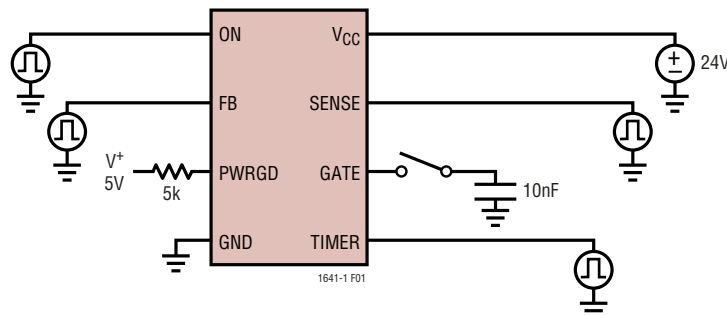 ON
VCC
24V
FB
SENSE
V+
5V
5k
PWRGD
GATE
10nF
GND
TIMER
1641-1 F01